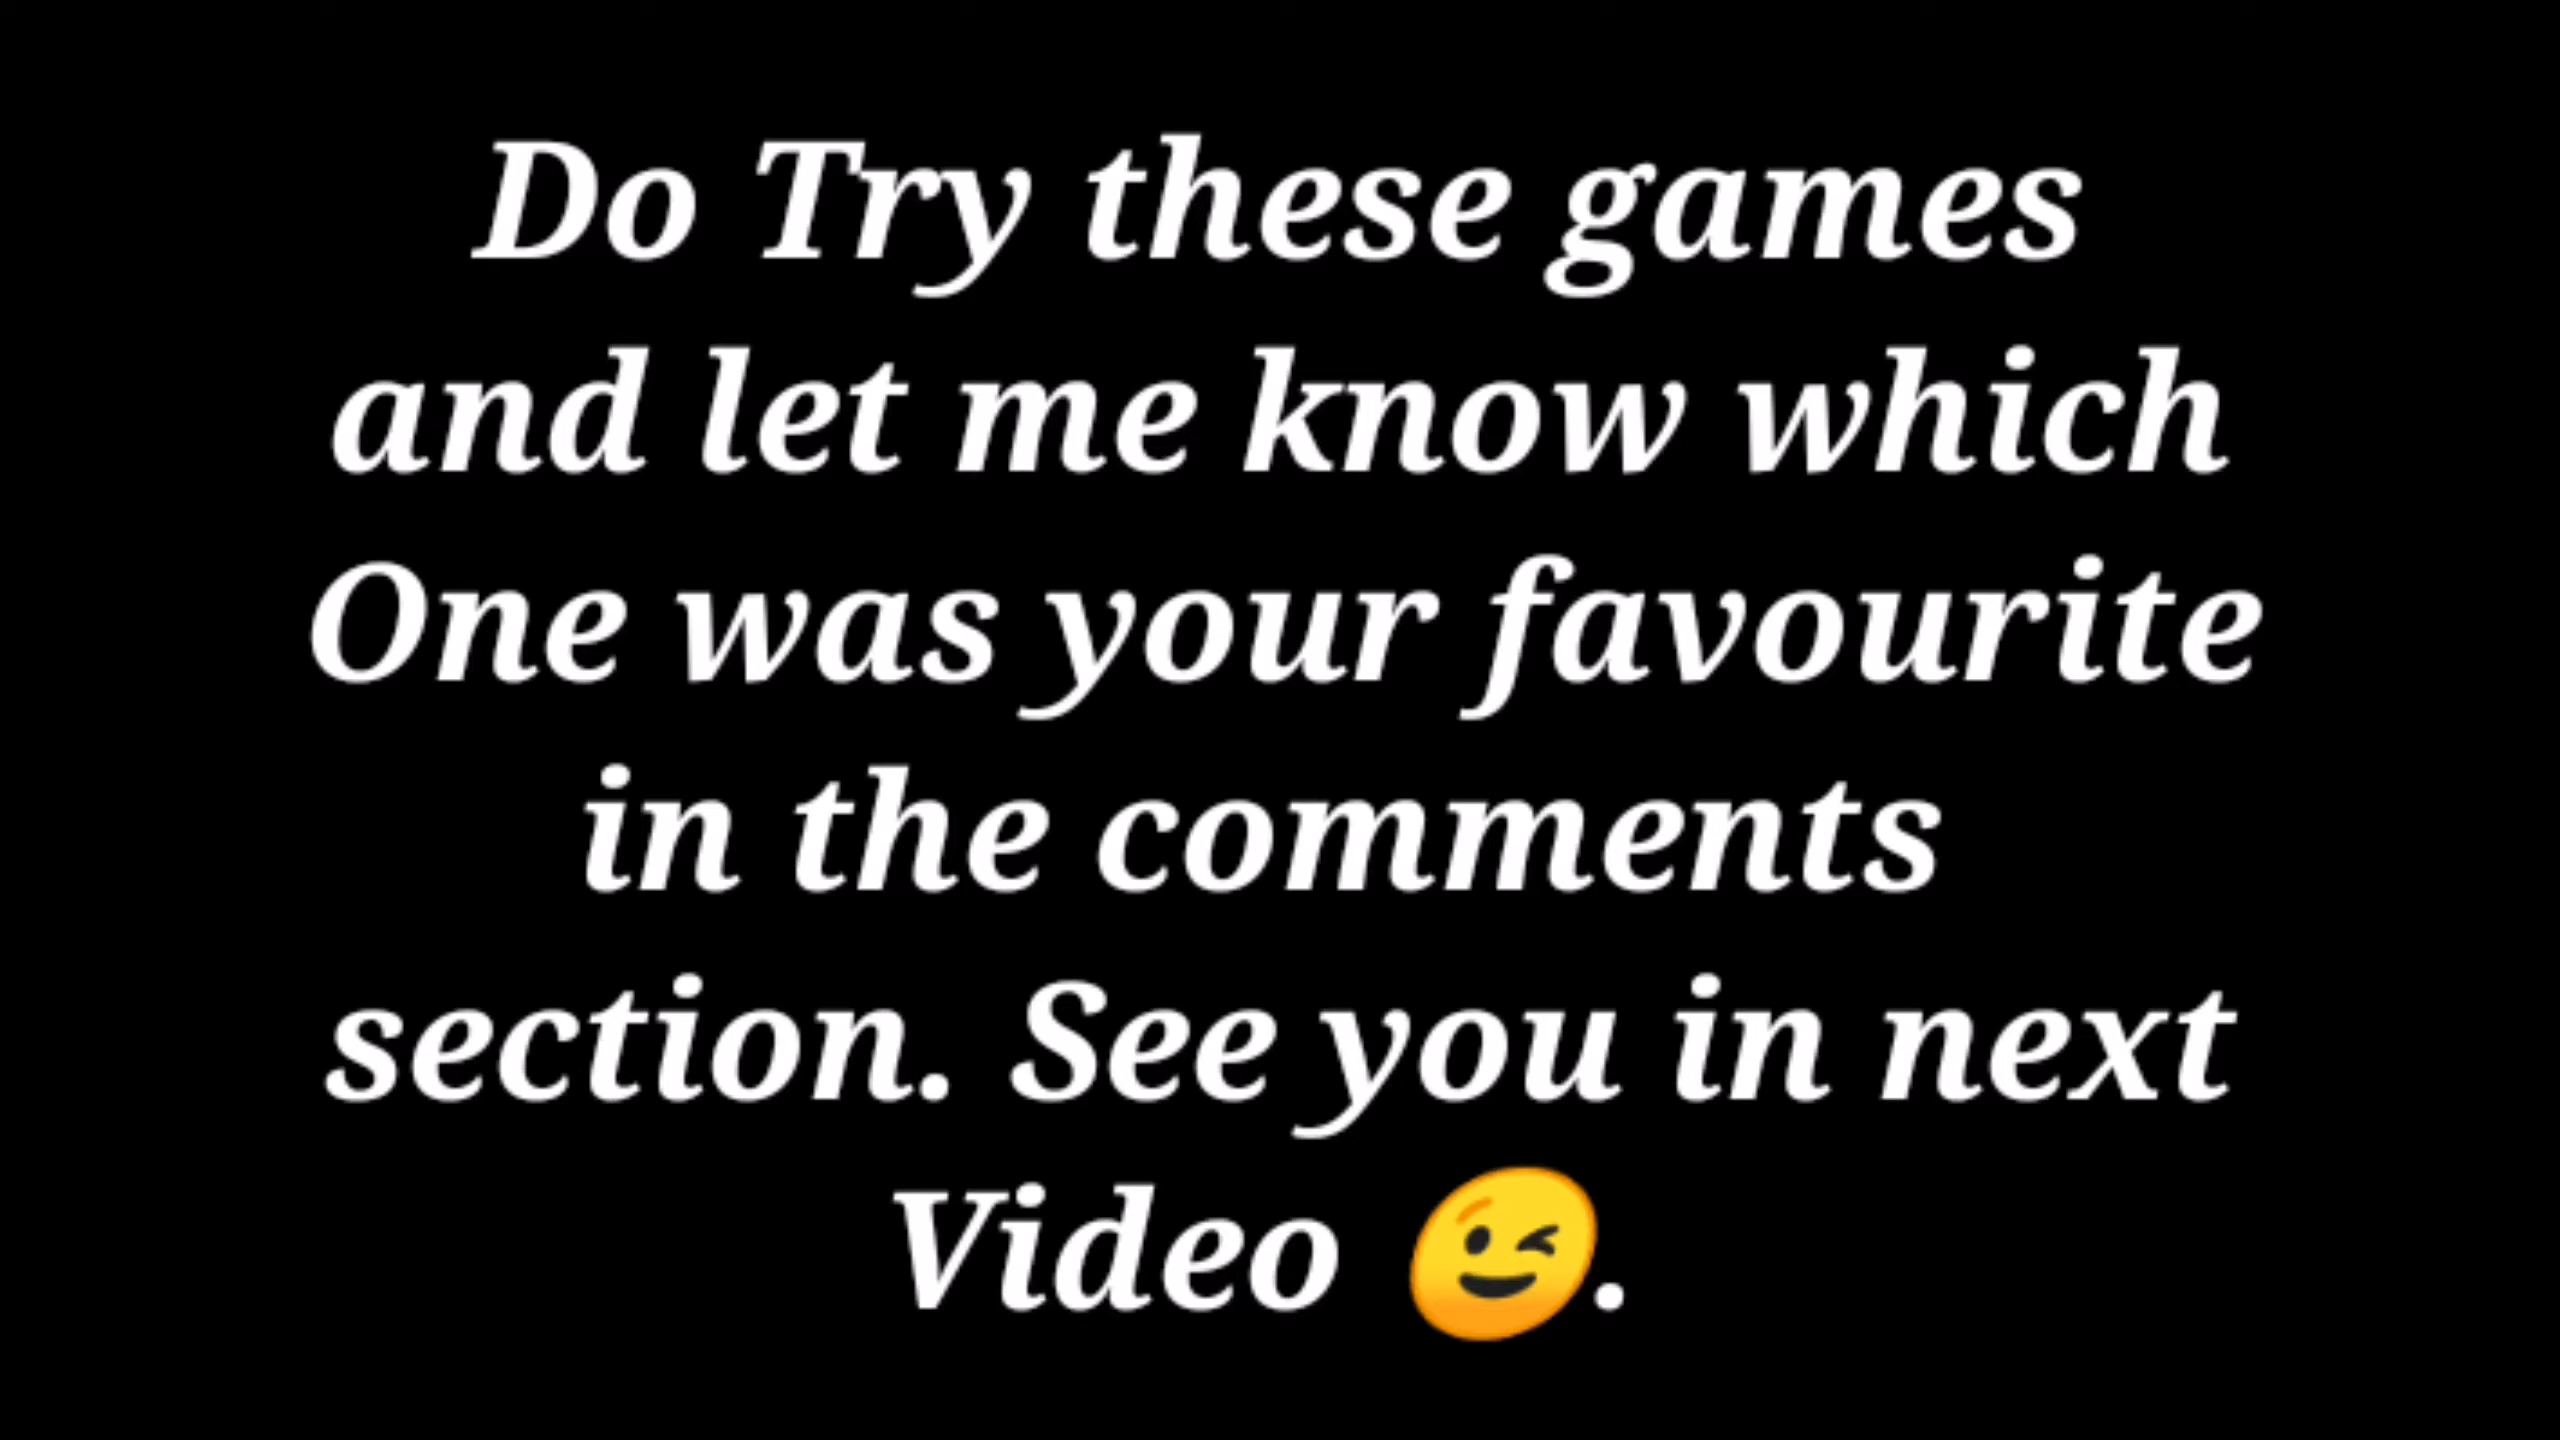 Do Try these games
and let me know which
One was your favourite
in the comments
section. See you in next
Video 😉.